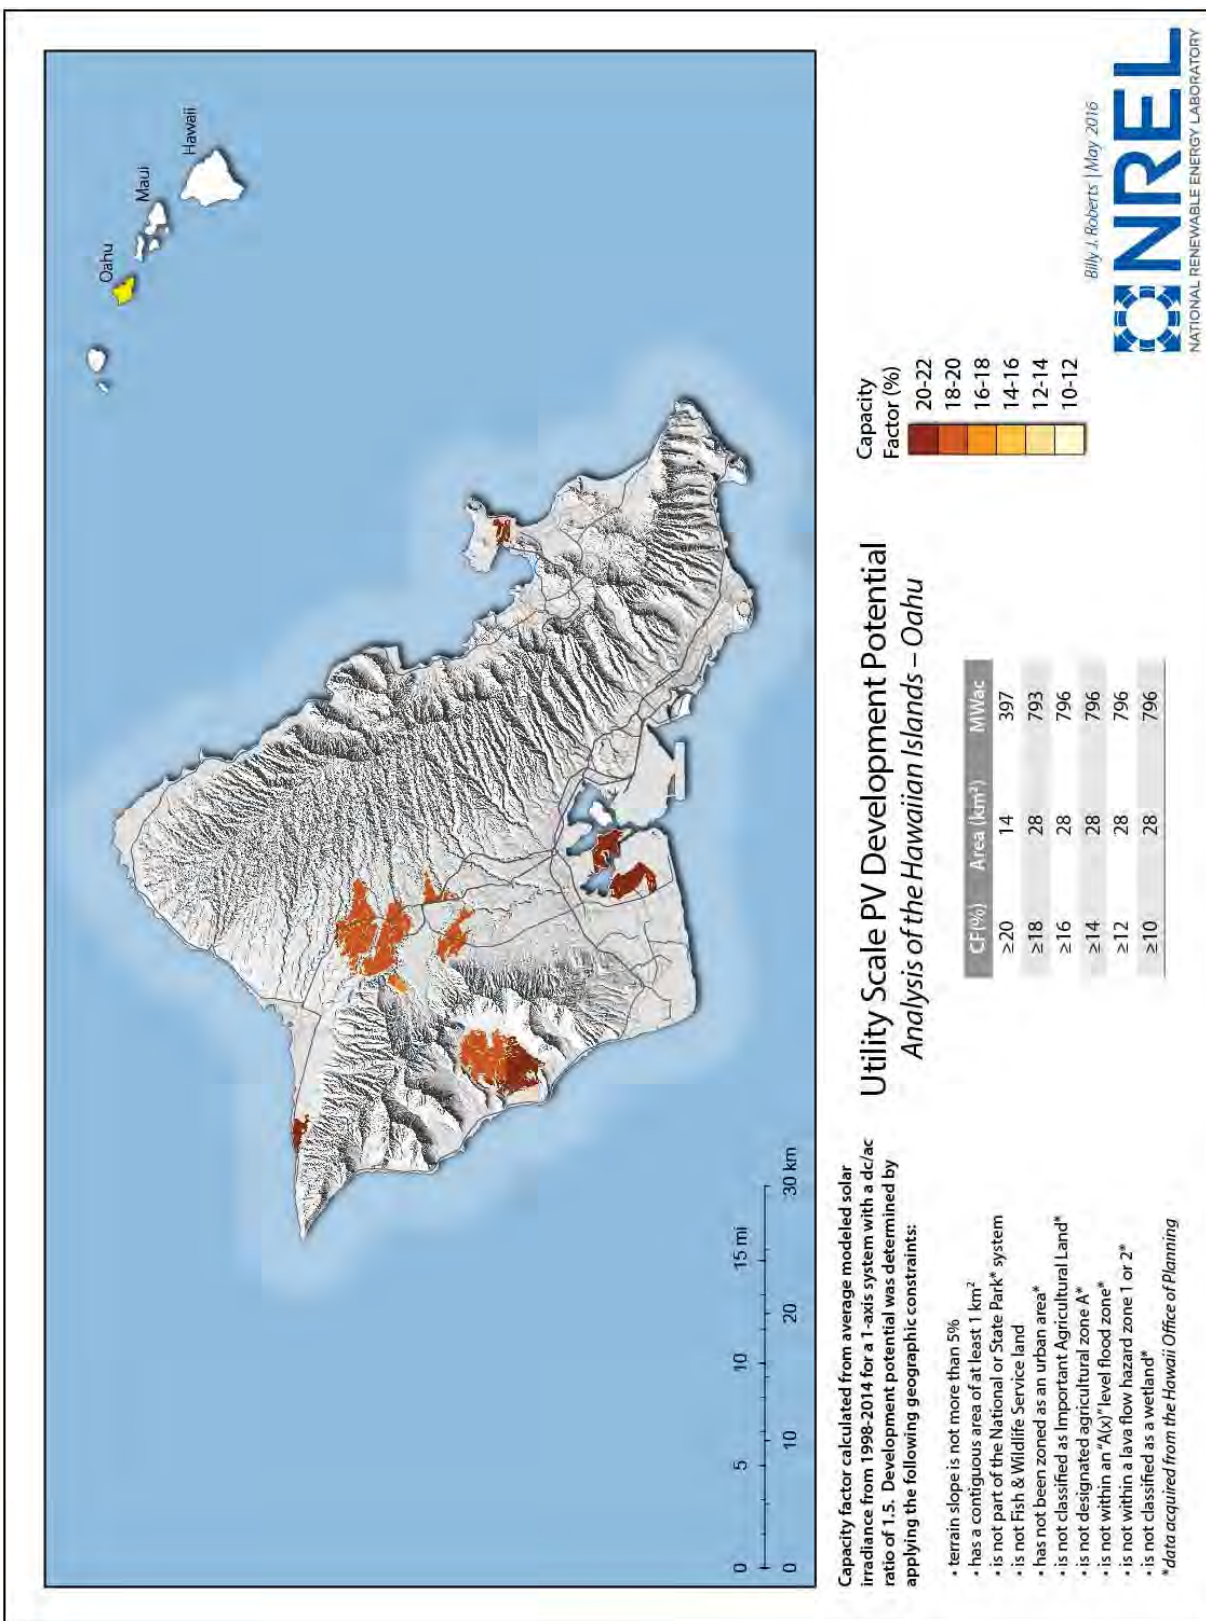 Oahu
Maui
Hawaii
0 5 10 15 mi
0 10 20 30 km
Capacity factor calculated from average modeled solar
irradiance from 1998-2014 for a 1-axis system with a dc/ac
ratio of 1.5. Development potential was determined by
applying the following geographic constraints:
• terrain slope is not more than 5%
• has a contiguous area of at least 1 km²
• is not part of the National or State Park* system
• is not Fish & Wildlife Service land
• has not been zoned as an urban area*
• is not classified as Important Agricultural Land*
• is not designated agricultural zone A*
• is not within an "A(x)" level flood zone*
• is not within a lava flow hazard zone 1 or 2*
• is not classified as a wetland*
*data acquired from the Hawaii Office of Planning
Utility Scale PV Development Potential
Analysis of the Hawaiian Islands – Oahu
CF(%) Area (km²) MWac
≥20 14 397
≥18 28 793
≥16 28 796
≥14 28 796
≥12 28 796
≥10 28 796
Capacity
Factor (%)
20-22
18-20
16-18
14-16
12-14
10-12
Billy J. Roberts | May 2016
NREL
NATIONAL RENEWABLE ENERGY LABORATORY